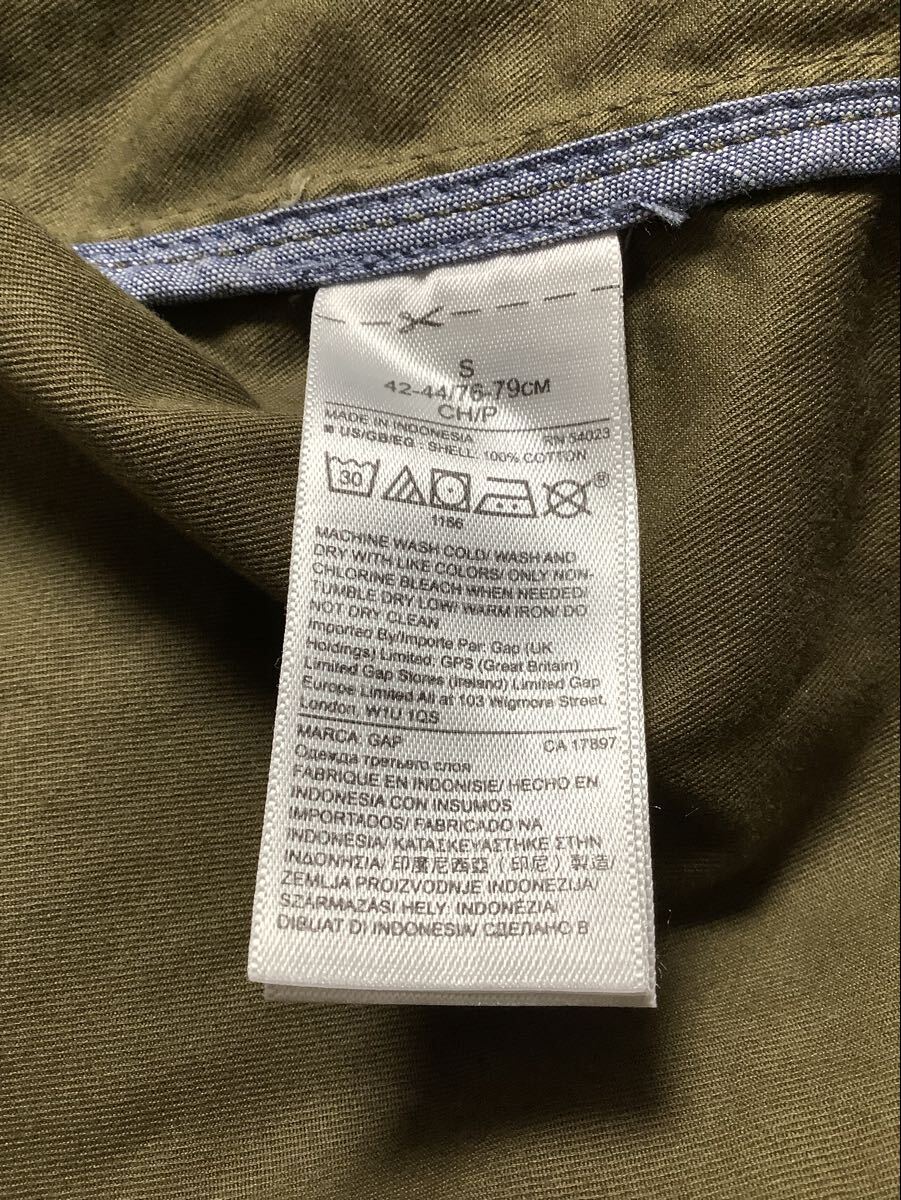 S
42-44/76-79CM
CH/P
MADE IN INDONESIA RN 54023
US/GB/EG - SHELL: 100% COTTON
30 ®
1166
MACHINE WASH COLD/ WASH AND
DRY WITH LIKE COLORS/ ONLY NON-
CHLORINE BLEACH WHEN NEEDED/
TUMBLE DRY LOW/ WARM IRON/ DO
NOT DRY CLEAN
Imported By/Importe Par: Gap (UK
Holdings) Limited: GPS (Great Britain)
Limited Gap Stores (Ireland) Limited Gap
Europe Limited All at 103 Wigmore Street,
London, W1U 1QS
MARCA: GAP CA 17897
Одежда третьего слоя
FABRIQUE EN INDONISIE/ HECHO EN
INDONESIA CON INSUMOS
IMPORTADOS/ FABRICADO NA
INDONESIA/ ΚΑΤΑΣΚΕΥΑΣΤΗΚΕ ΣΤΗΝ
ΙΝΔΟΝΗΣΙΑ/ 印度尼西亞 (印尼) 製造/
ZEMLJA PROIZVODNJE INDONEZIJA/
SZÁRMAZÁSI HELY: INDONÉZIA/
DIBUAT DI INDONESIA/ СДЕЛАНО В